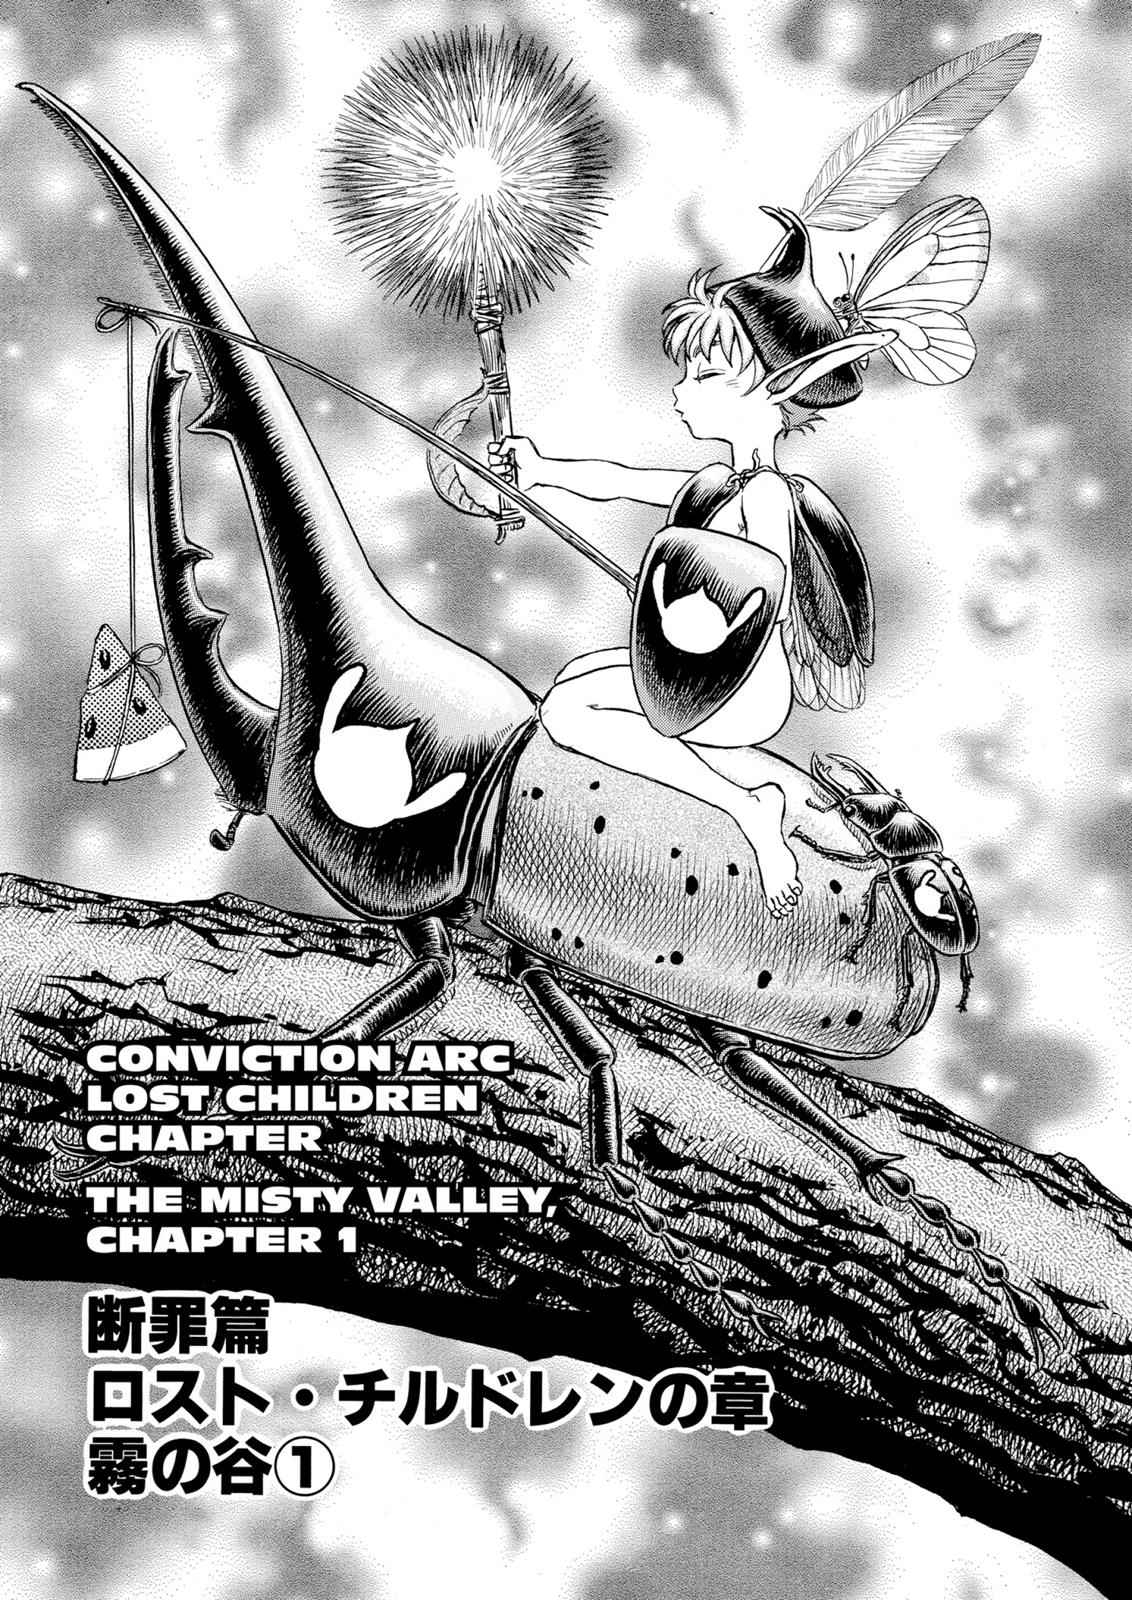 CONVICTION ARC
LOST CHILDREN
CHAPTER
THE MISTY VALLEY,
CHAPTER 1
断罪篇
ロスト・チルドレンの章
霧の谷①